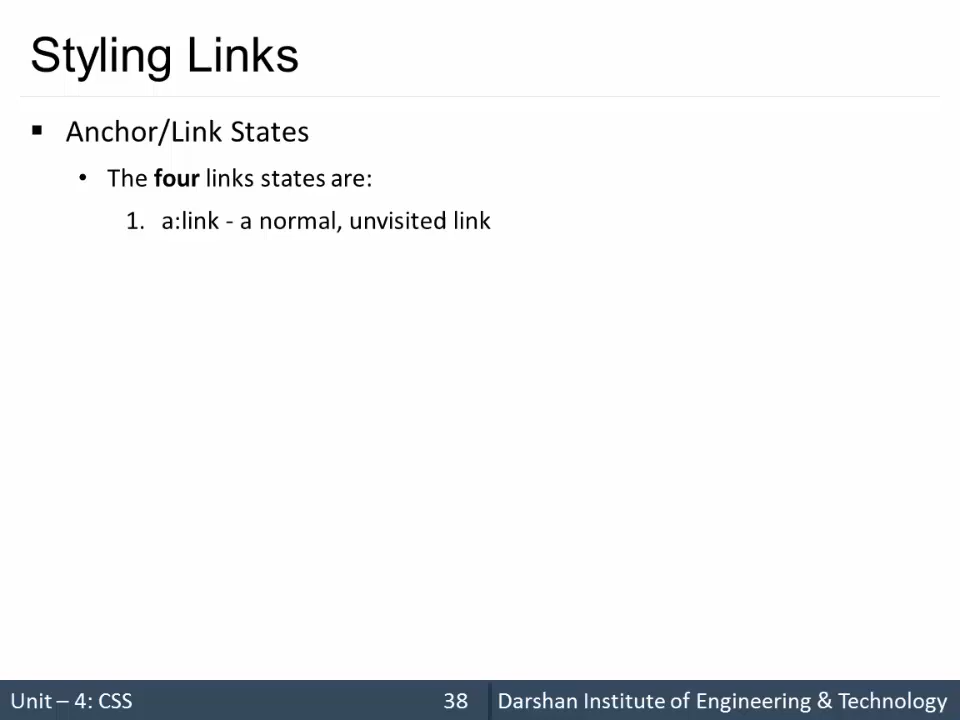 Styling Links
▪ Anchor/Link States
• The four links states are:
1. a:link - a normal, unvisited link
Unit – 4: CSS 38 Darshan Institute of Engineering & Technology